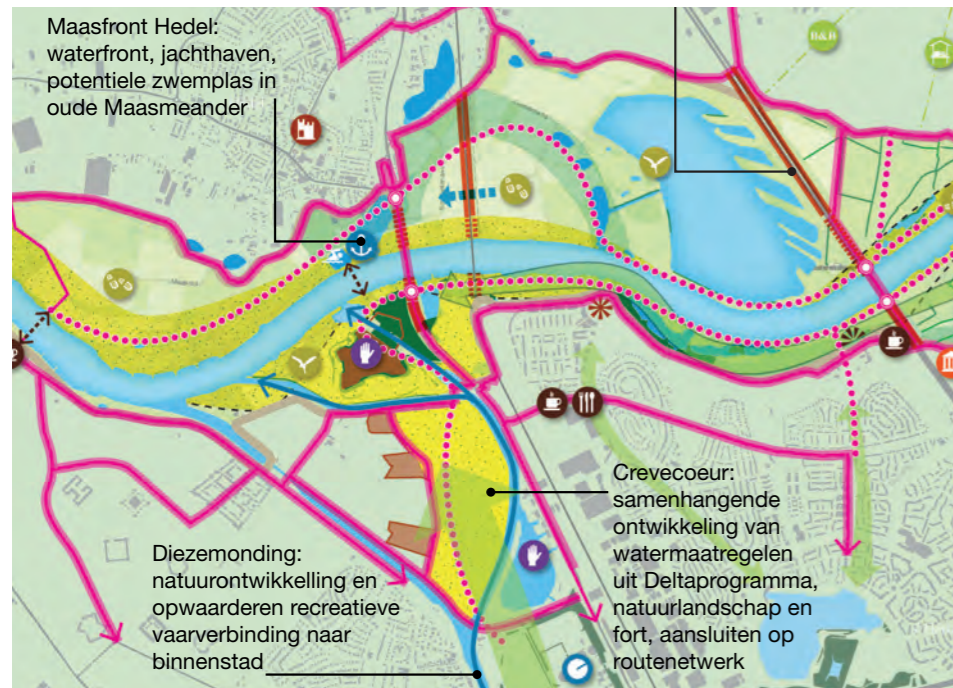 Maasfront Hedel:
waterfront, jachthaven,
potentiele zwemplas in
oude Maasmeander
B&B
Crevecoeur:
samenhangende
ontwikkeling van
watermaatregelen
uit Deltaprogramma,
natuurlandschap en
fort, aansluiten op
routenetwerk
Diezemonding:
natuurontwikkelling en
opwaarderen recreatieve
vaarverbinding naar
binnenstad